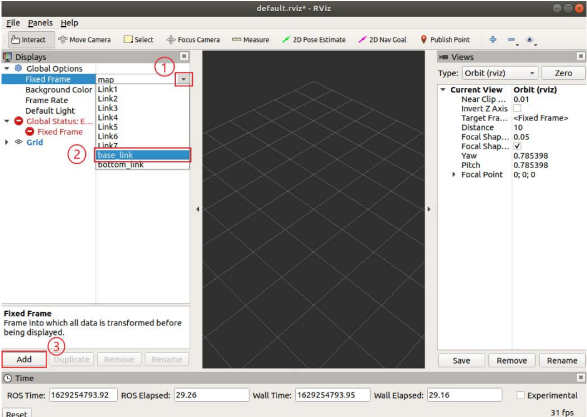 default.rviz* - RViz
File Panels Help
Interact Move Camera Select Focus Camera Measure 2D Pose Estimate 2D Nav Goal Publish Point
Displays
Global Options
Fixed Frame map
Background Color
Frame Rate
Default Light
Global Status: E...
Fixed Frame
Grid
Link1
Link2
Link3
Link4
Link5
Link6
Link7
base_link
bottom_link
1
2
3
Fixed Frame
Frame into which all data is transformed before
being displayed.
Add Duplicate Remove Rename
Views
Type: Orbit (rviz) Zero
Current View Orbit (rviz)
Near Clip ... 0.01
Invert Z Axis
Target Fra... <Fixed Frame>
Distance 10
Focal Shap... 0.05
Focal Shap... ✓
Yaw 0.785398
Pitch 0.785398
Focal Point 0; 0; 0
Save Remove Rename
Time
ROS Time: 1629254793.92 ROS Elapsed: 29.26 Wall Time: 1629254793.95 Wall Elapsed: 29.16 Experimental
Reset 31 fps